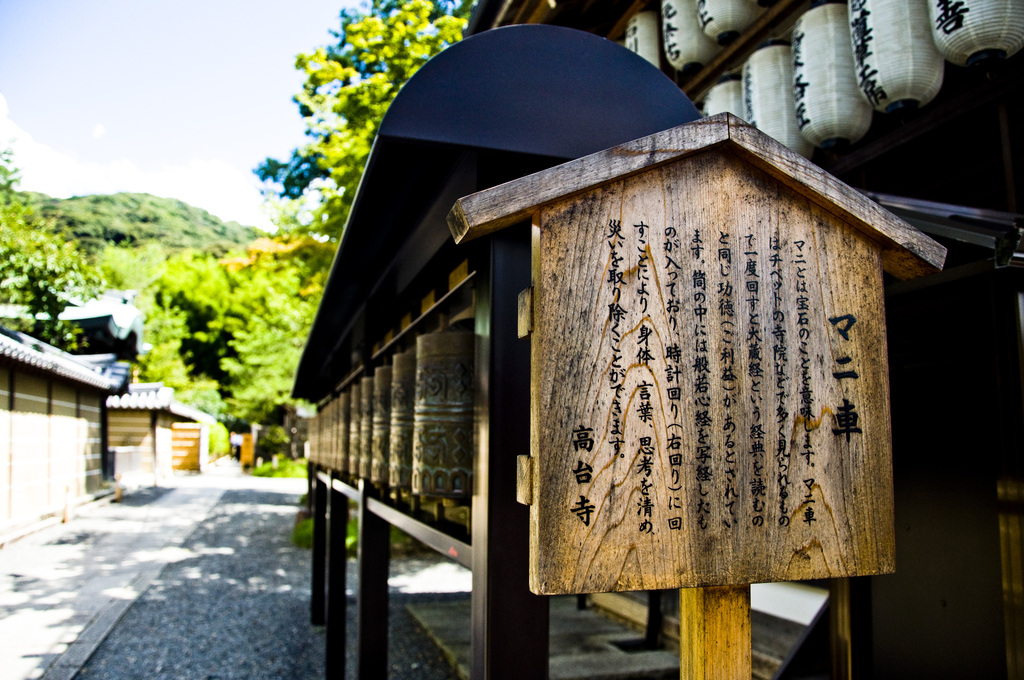 マニ車
マニとは宝石のことを意味します。マニ車
はチベットの寺院などで多く見られるもの
で一度回すと大蔵経という経典を読むの
と同じ功徳(ご利益)があるとされてい
ます。筒の中には般若心経を写経したも
のが入っており、時計回り(右回り)に回
すことにより、身体、言葉、思考を清め、
災いを取り除くことができます。
高台寺